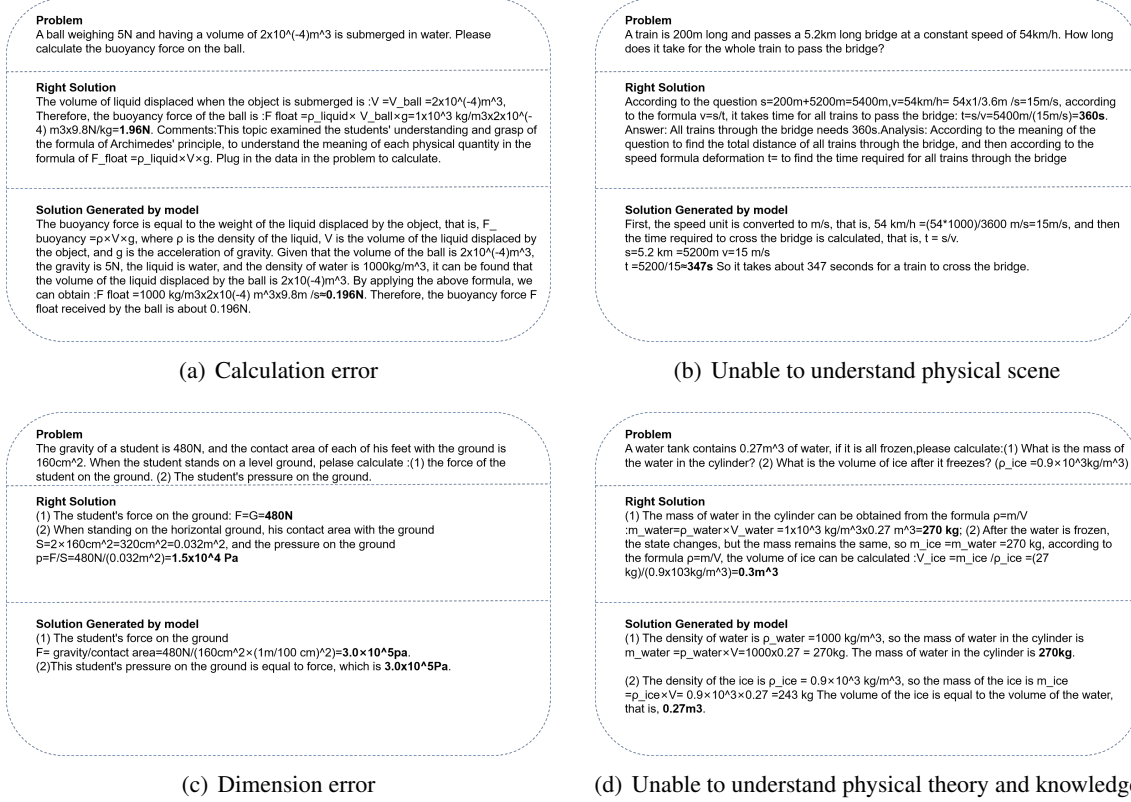 Problem
A ball weighing 5N and having a volume of 2x10^(-4)m^3 is submerged in water. Please
calculate the buoyancy force on the ball.
Right Solution
The volume of liquid displaced when the object is submerged is :V =V_ball =2x10^(-4)m^3,
Therefore, the buoyancy force of the ball is :F float =ρ_liquid× V_ball×g=1x10^3 kg/m3x2x10^(-
4) m3x9.8N/kg=1.96N. Comments:This topic examined the students' understanding and grasp of
the formula of Archimedes' principle, to understand the meaning of each physical quantity in the
formula of F_float =ρ_liquid×V×g. Plug in the data in the problem to calculate.
Solution Generated by model
The buoyancy force is equal to the weight of the liquid displaced by the object, that is, F_
buoyancy =ρ×V×g, where ρ is the density of the liquid, V is the volume of the liquid displaced by
the object, and g is the acceleration of gravity. Given that the volume of the ball is 2x10^(-4)m^3,
the gravity is 5N, the liquid is water, and the density of water is 1000kg/m^3, it can be found that
the volume of the liquid displaced by the ball is 2x10(-4)m^3. By applying the above formula, we
can obtain :F float =1000 kg/m3x2x10(-4) m^3x9.8m /s≈0.196N. Therefore, the buoyancy force F
float received by the ball is about 0.196N.
(a) Calculation error
Problem
A train is 200m long and passes a 5.2km long bridge at a constant speed of 54km/h. How long
does it take for the whole train to pass the bridge?
Right Solution
According to the question s=200m+5200m=5400m,v=54km/h= 54x1/3.6m /s=15m/s, according
to the formula v=s/t, it takes time for all trains to pass the bridge: t=s/v=5400m/(15m/s)=360s.
Answer: All trains through the bridge needs 360s.Analysis: According to the meaning of the
question to find the total distance of all trains through the bridge, and then according to the
speed formula deformation t= to find the time required for all trains through the bridge
Solution Generated by model
First, the speed unit is converted to m/s, that is, 54 km/h =(54*1000)/3600 m/s=15m/s, and then
the time required to cross the bridge is calculated, that is, t = s/v.
s=5.2 km =5200m v=15 m/s
t =5200/15≈347s So it takes about 347 seconds for a train to cross the bridge.
(b) Unable to understand physical scene
Problem
The gravity of a student is 480N, and the contact area of each of his feet with the ground is
160cm^2. When the student stands on a level ground, pelase calculate :(1) the force of the
student on the ground. (2) The student's pressure on the ground.
Right Solution
(1) The student's force on the ground: F=G=480N
(2) When standing on the horizontal ground, his contact area with the ground
S=2×160cm^2=320cm^2=0.032m^2, and the pressure on the ground
p=F/S=480N/(0.032m^2)=1.5x10^4 Pa
Solution Generated by model
(1) The student's force on the ground
F= gravity/contact area=480N/(160cm^2×(1m/100 cm)^2)=3.0×10^5pa.
(2)This student's pressure on the ground is equal to force, which is 3.0x10^5Pa.
(c) Dimension error
Problem
A water tank contains 0.27m^3 of water, if it is all frozen,please calculate:(1) What is the mass of
the water in the cylinder? (2) What is the volume of ice after it freezes? (ρ_ice =0.9×10^3kg/m^3)
Right Solution
(1) The mass of water in the cylinder can be obtained from the formula ρ=m/V
:m_water=ρ_water×V_water =1x10^3 kg/m^3x0.27 m^3=270 kg; (2) After the water is frozen,
the state changes, but the mass remains the same, so m_ice =m_water =270 kg, according to
the formula ρ=m/V, the volume of ice can be calculated :V_ice =m_ice /ρ_ice =(27
kg)/(0.9x103kg/m^3)=0.3m^3
Solution Generated by model
(1) The density of water is ρ_water =1000 kg/m^3, so the mass of water in the cylinder is
m_water =p_water×V=1000x0.27 = 270kg. The mass of water in the cylinder is 270kg.
(2) The density of the ice is ρ_ice = 0.9×10^3 kg/m^3, so the mass of the ice is m_ice
=ρ_ice×V= 0.9×10^3×0.27 =243 kg The volume of the ice is equal to the volume of the water,
that is, 0.27m3.
(d) Unable to understand physical theory and knowledge